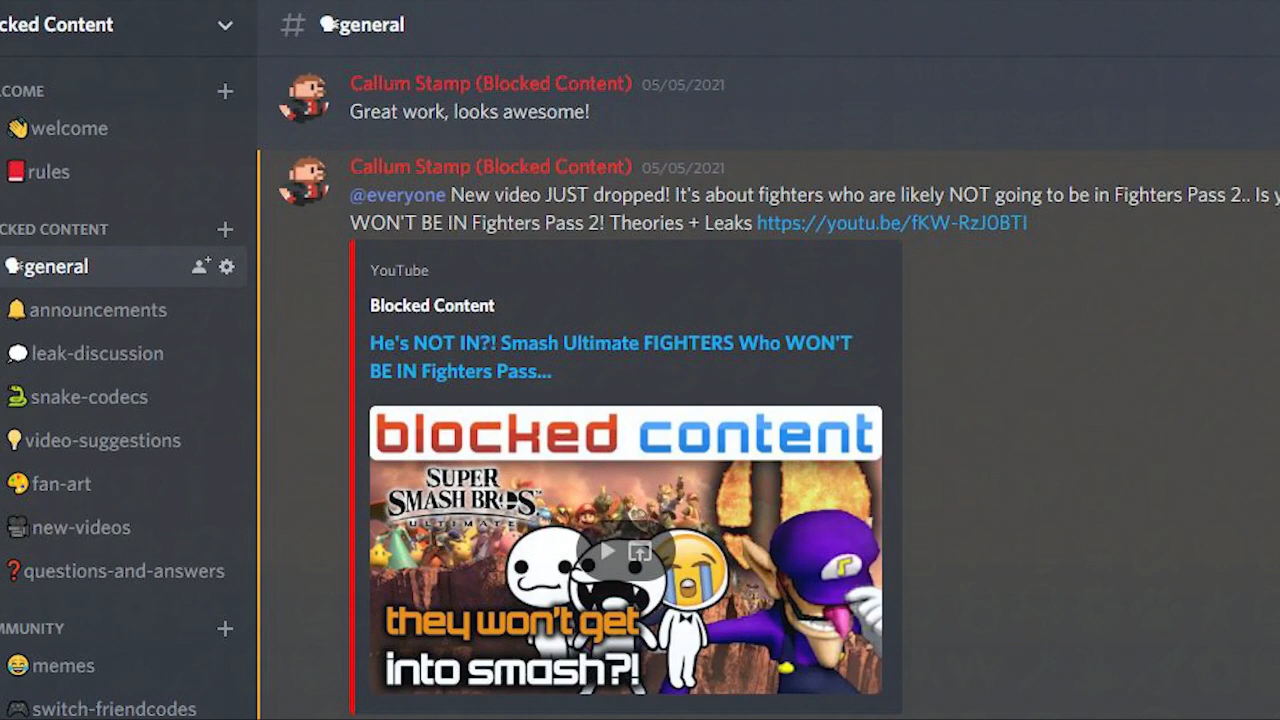 cked Content
general
COME
welcome
rules
CKED CONTENT
general
announcements
leak-discussion
snake-codecs
video-suggestions
fan-art
new-videos
questions-and-answers
MMUNITY
memes
switch-friendcodes
Callum Stamp (Blocked Content) 05/05/2021
Great work, looks awesome!
Callum Stamp (Blocked Content) 05/05/2021
@everyone New video JUST dropped! It's about fighters who are likely NOT going to be in Fighters Pass 2.. Is y
WON'T BE IN Fighters Pass 2! Theories + Leaks https://youtu.be/fKW-RzJ0BTI
YouTube
Blocked Content
He's NOT IN?! Smash Ultimate FIGHTERS Who WON'T
BE IN Fighters Pass...
blocked content
SUPER
SMASH BROS.
ULTIMATE
they won't get
into smash?!